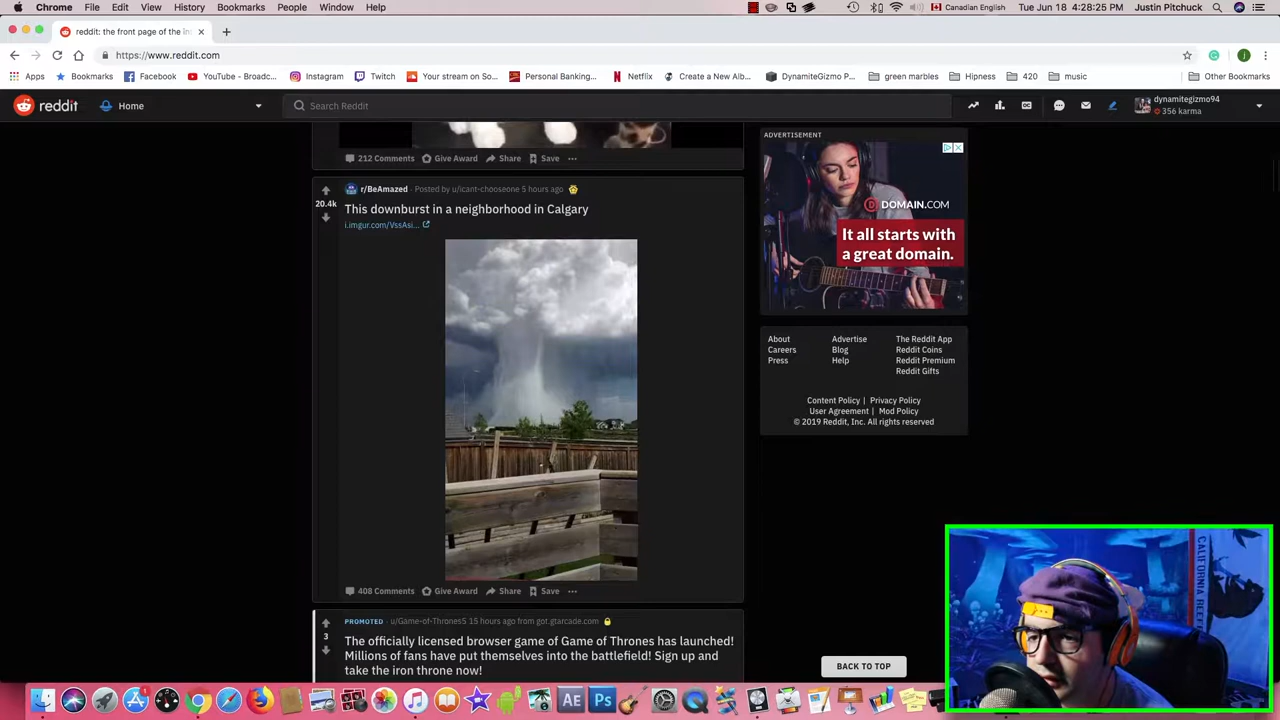 Chrome File Edit View History Bookmarks People Window Help
Canadian English Tue Jun 18 4:28:25 PM Justin Pitchuck
reddit: the front page of the in
https://www.reddit.com
Apps Bookmarks Facebook YouTube - Broadc... Instagram Twitch Your stream on So... Personal Banking... Netflix Create a New Alb... DynamiteGizmo P... green marbles Hipness 420 music Other Bookmarks
reddit Home Search Reddit dynamitegizmo94
356 karma
212 Comments Give Award Share Save
r/BeAmazed · Posted by u/icant-chooseone 5 hours ago
20.4k
This downburst in a neighborhood in Calgary
i.imgur.com/VssAsi...
408 Comments Give Award Share Save
PROMOTED · u/Game-of-Thrones5 15 hours ago from got.gtarcade.com
3
The officially licensed browser game of Game of Thrones has launched!
Millions of fans have put themselves into the battlefield! Sign up and
take the iron throne now!
ADVERTISEMENT
DOMAIN.COM
It all starts with
a great domain.
About Advertise The Reddit App
Careers Blog Reddit Coins
Press Help Reddit Premium
Reddit Gifts
Content Policy | Privacy Policy
User Agreement | Mod Policy
© 2019 Reddit, Inc. All rights reserved
BACK TO TOP
AE Ps